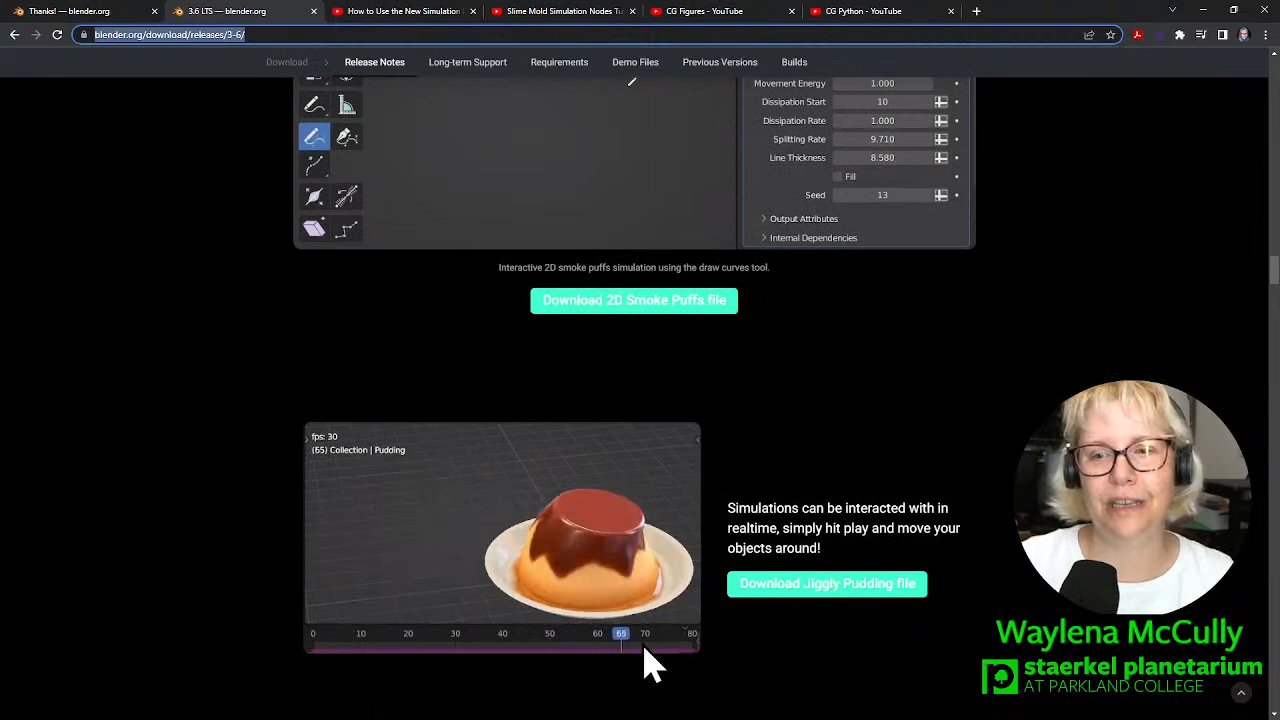 Thanks! — blender.org
3.6 LTS — blender.org
How to Use the New Simulation
Slime Mold Simulation Nodes Tu
CG Figures - YouTube
CG Python - YouTube
blender.org/download/releases/3-6/
Download
Release Notes
Long-term Support
Requirements
Demo Files
Previous Versions
Builds
Movement Energy 1.000
Dissipation Start 10
Dissipation Rate 1.000
Splitting Rate 9.710
Line Thickness 8.580
Fill
Seed 13
Output Attributes
Internal Dependencies
Interactive 2D smoke puffs simulation using the draw curves tool.
Download 2D Smoke Puffs file
fps: 30
(65) Collection | Pudding
0 10 20 30 40 50 60 65 70 80
Simulations can be interacted with in
realtime, simply hit play and move your
objects around!
Download Jiggly Pudding file
Waylena McCully
staerkel planetarium
AT PARKLAND COLLEGE